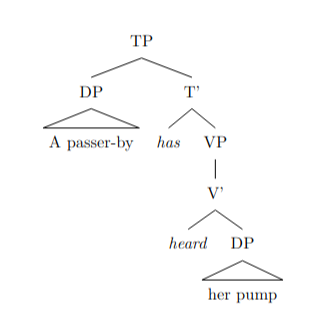 TP
DP T'
A passer-by has VP
V'
heard DP
her pump